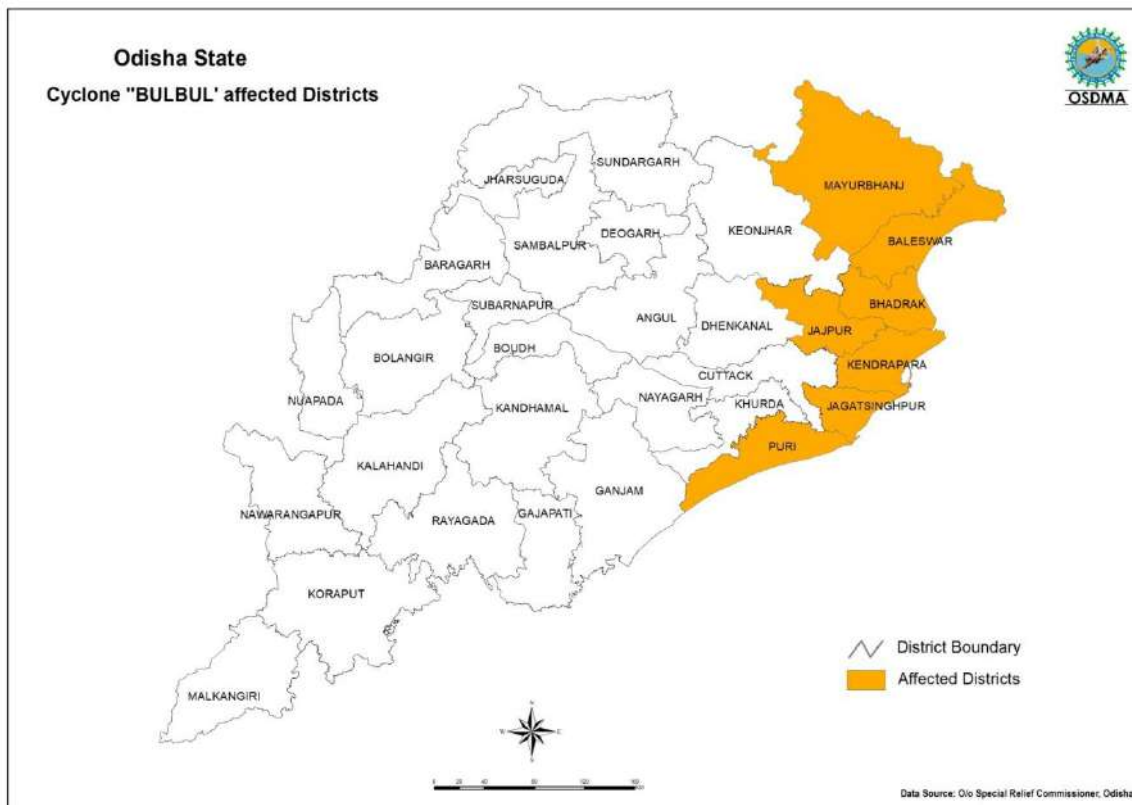 Odisha State
Cyclone "BULBUL' affected Districts
OSDMA
SUNDARGARH
JHARSUGUDA
MAYURBHANJ
KEONJHAR
DEOGARH
SAMBALPUR
BALESWAR
BARAGARH
SUBARNAPUR
ANGUL
DHENKANAL
BHADRAK
JAJPUR
BOUDH
BOLANGIR
KENDRAPARA
CUTTACK
NUAPADA
KANDHAMAL
NAYAGARH
KHURDA
JAGATSINGHPUR
PURI
KALAHANDI
GANJAM
NAWARANGAPUR
RAYAGADA
GAJAPATI
KORAPUT
MALKANGIRI
District Boundary
Affected Districts
Data Source: O/o Special Relief Commissioner, Odisha